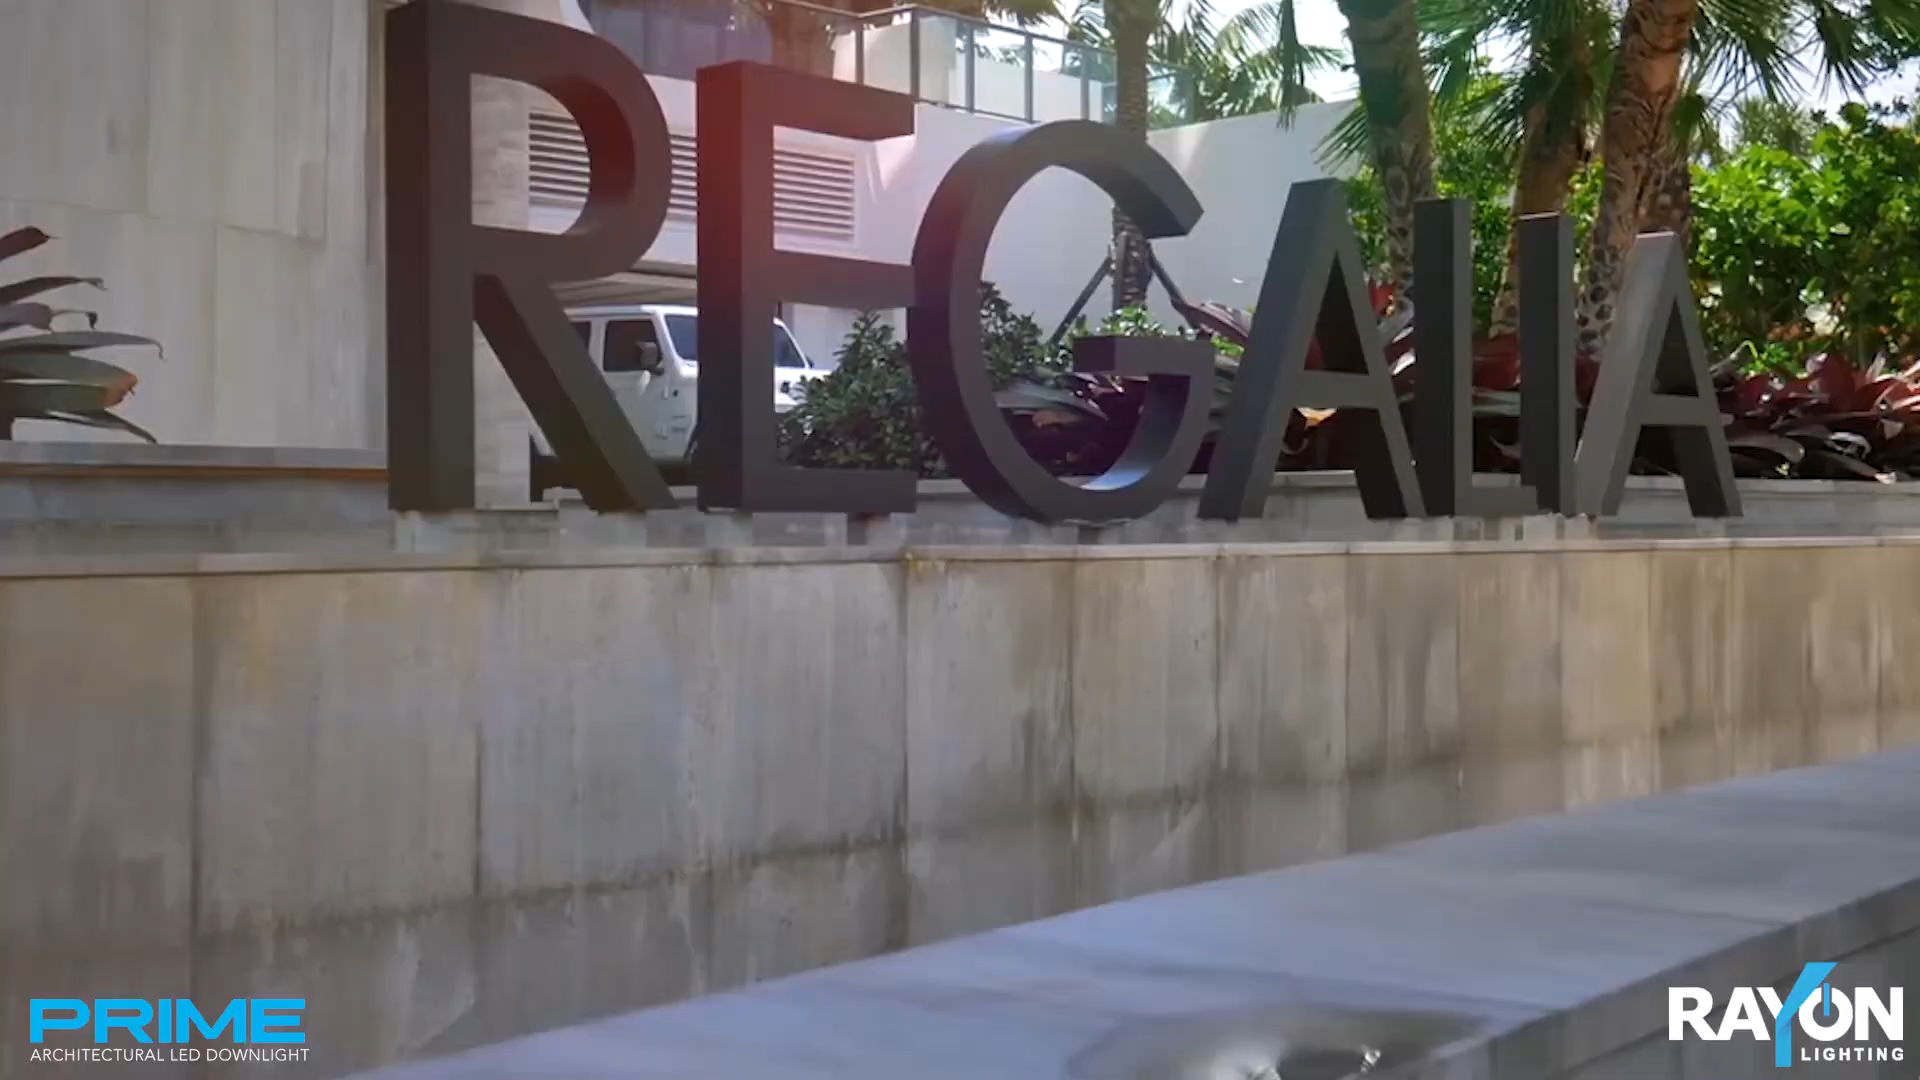 REGALIA
PRIME
ARCHITECTURAL LED DOWNLIGHT
RAYON
LIGHTING